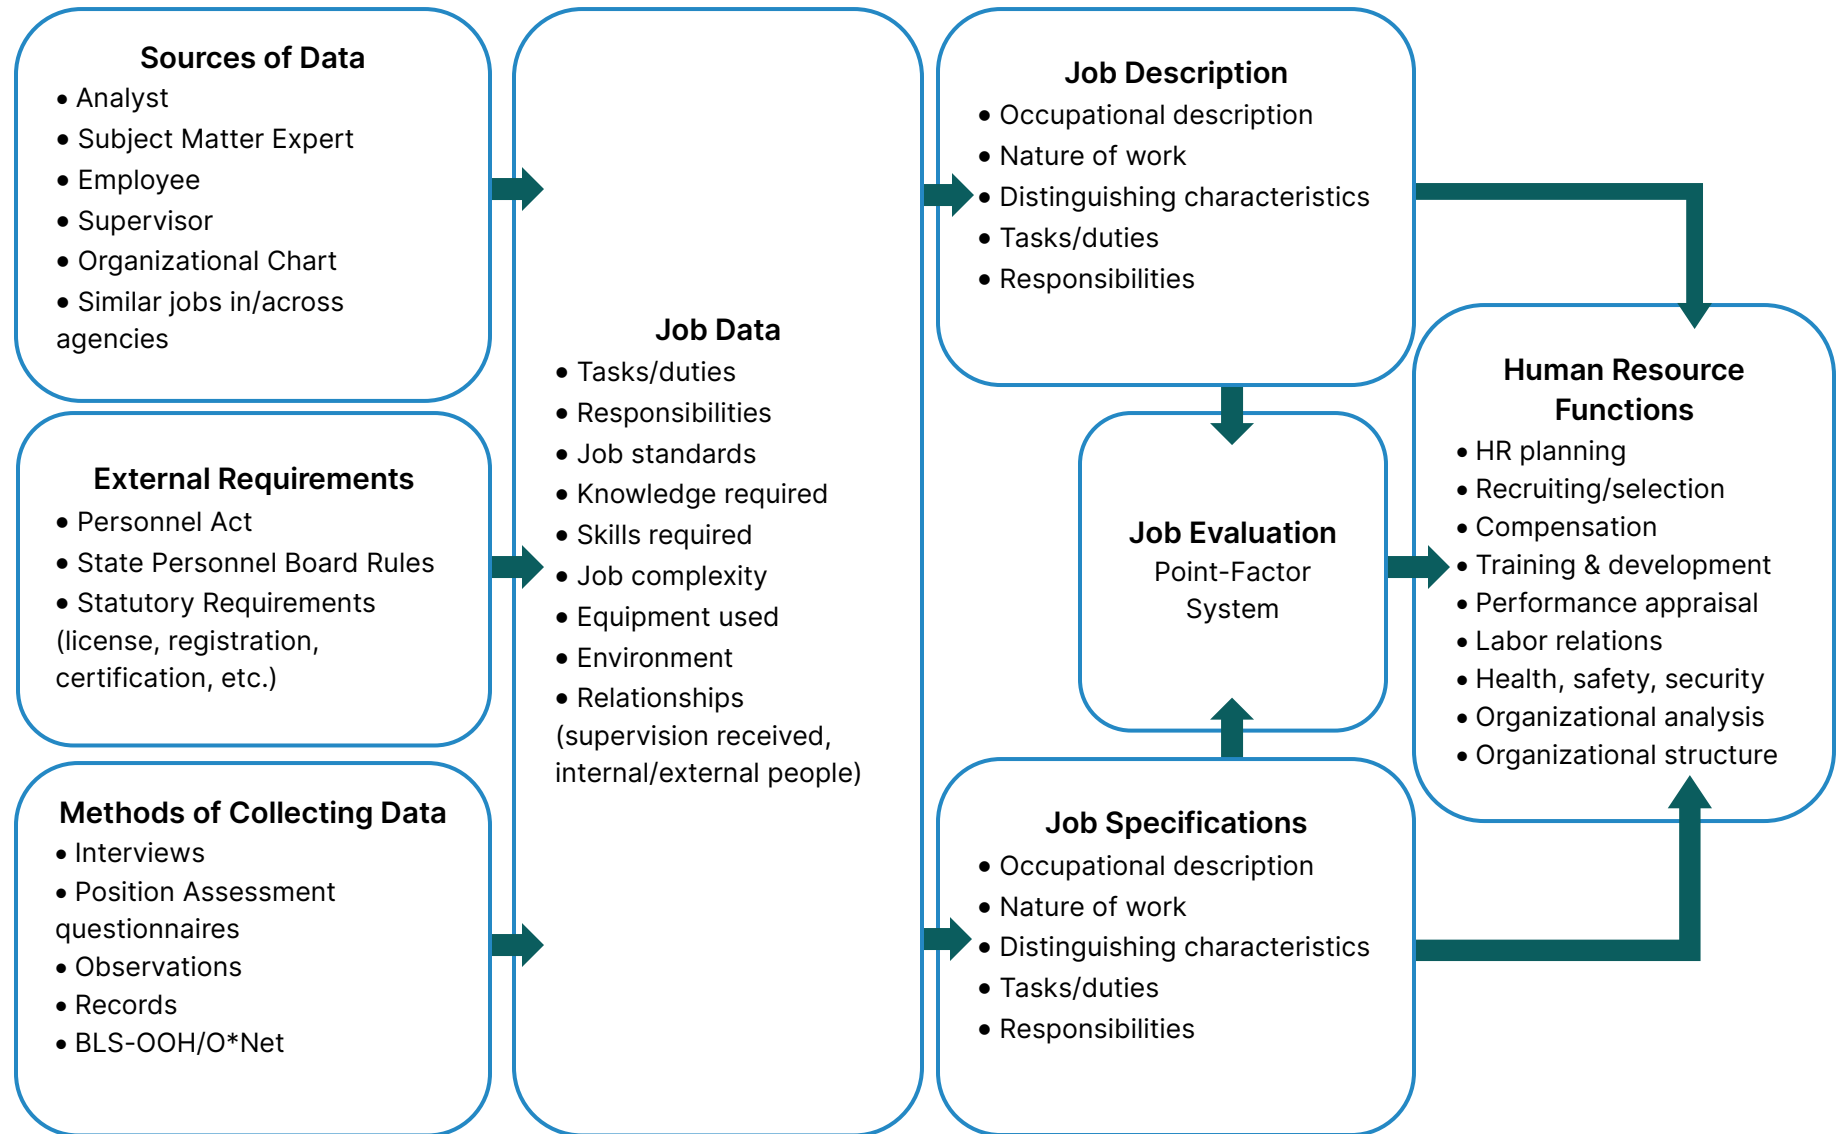 Sources of Data
• Analyst
• Subject Matter Expert
• Employee
• Supervisor
• Organizational Chart
• Similar jobs in/across
agencies
External Requirements
• Personnel Act
• State Personnel Board Rules
• Statutory Requirements
(license, registration,
certification, etc.)
Methods of Collecting Data
• Interviews
• Position Assessment
questionnaires
• Observations
• Records
• BLS-OOH/O*Net
Job Data
• Tasks/duties
• Responsibilities
• Job standards
• Knowledge required
• Skills required
• Job complexity
• Equipment used
• Environment
• Relationships
(supervision received,
internal/external people)
Job Description
• Occupational description
• Nature of work
• Distinguishing characteristics
• Tasks/duties
• Responsibilities
Job Evaluation
Point-Factor
System
Job Specifications
• Occupational description
• Nature of work
• Distinguishing characteristics
• Tasks/duties
• Responsibilities
Human Resource
Functions
• HR planning
• Recruiting/selection
• Compensation
• Training & development
• Performance appraisal
• Labor relations
• Health, safety, security
• Organizational analysis
• Organizational structure